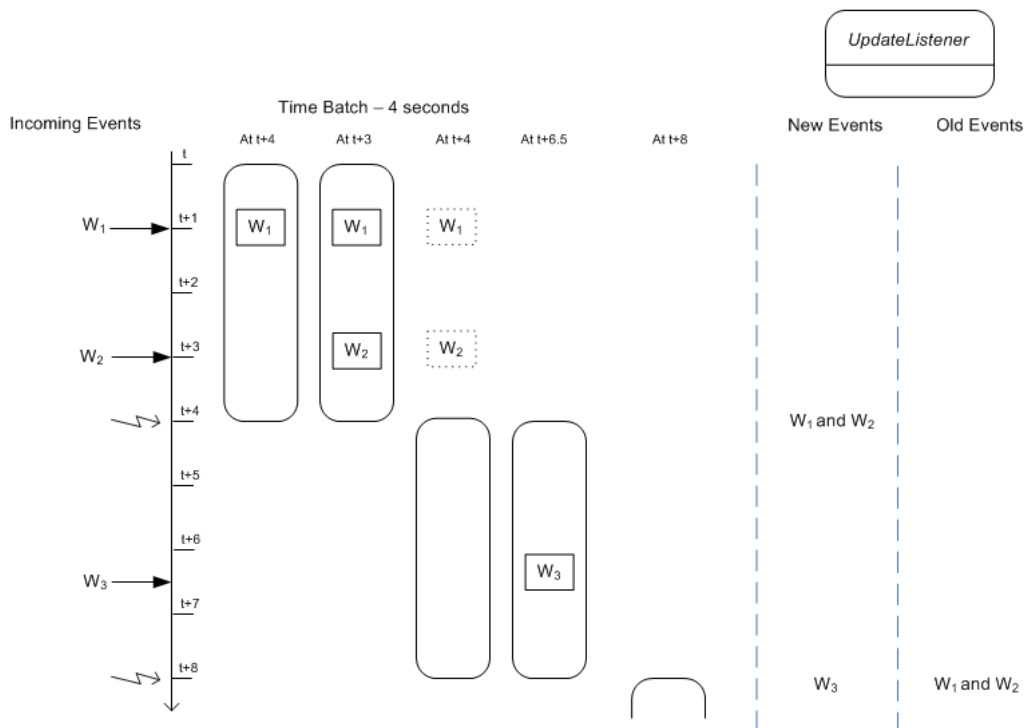 UpdateListener
Time Batch – 4 seconds
Incoming Events
New Events
Old Events
At t+4
At t+3
At t+4
At t+6.5
At t+8
t
t+1
W₁
W₁
W₁
W₁
t+2
t+3
W₂
W₂
W₂
t+4
W₁ and W₂
t+5
t+6
W₃
W₃
t+7
t+8
W₃
W₁ and W₂